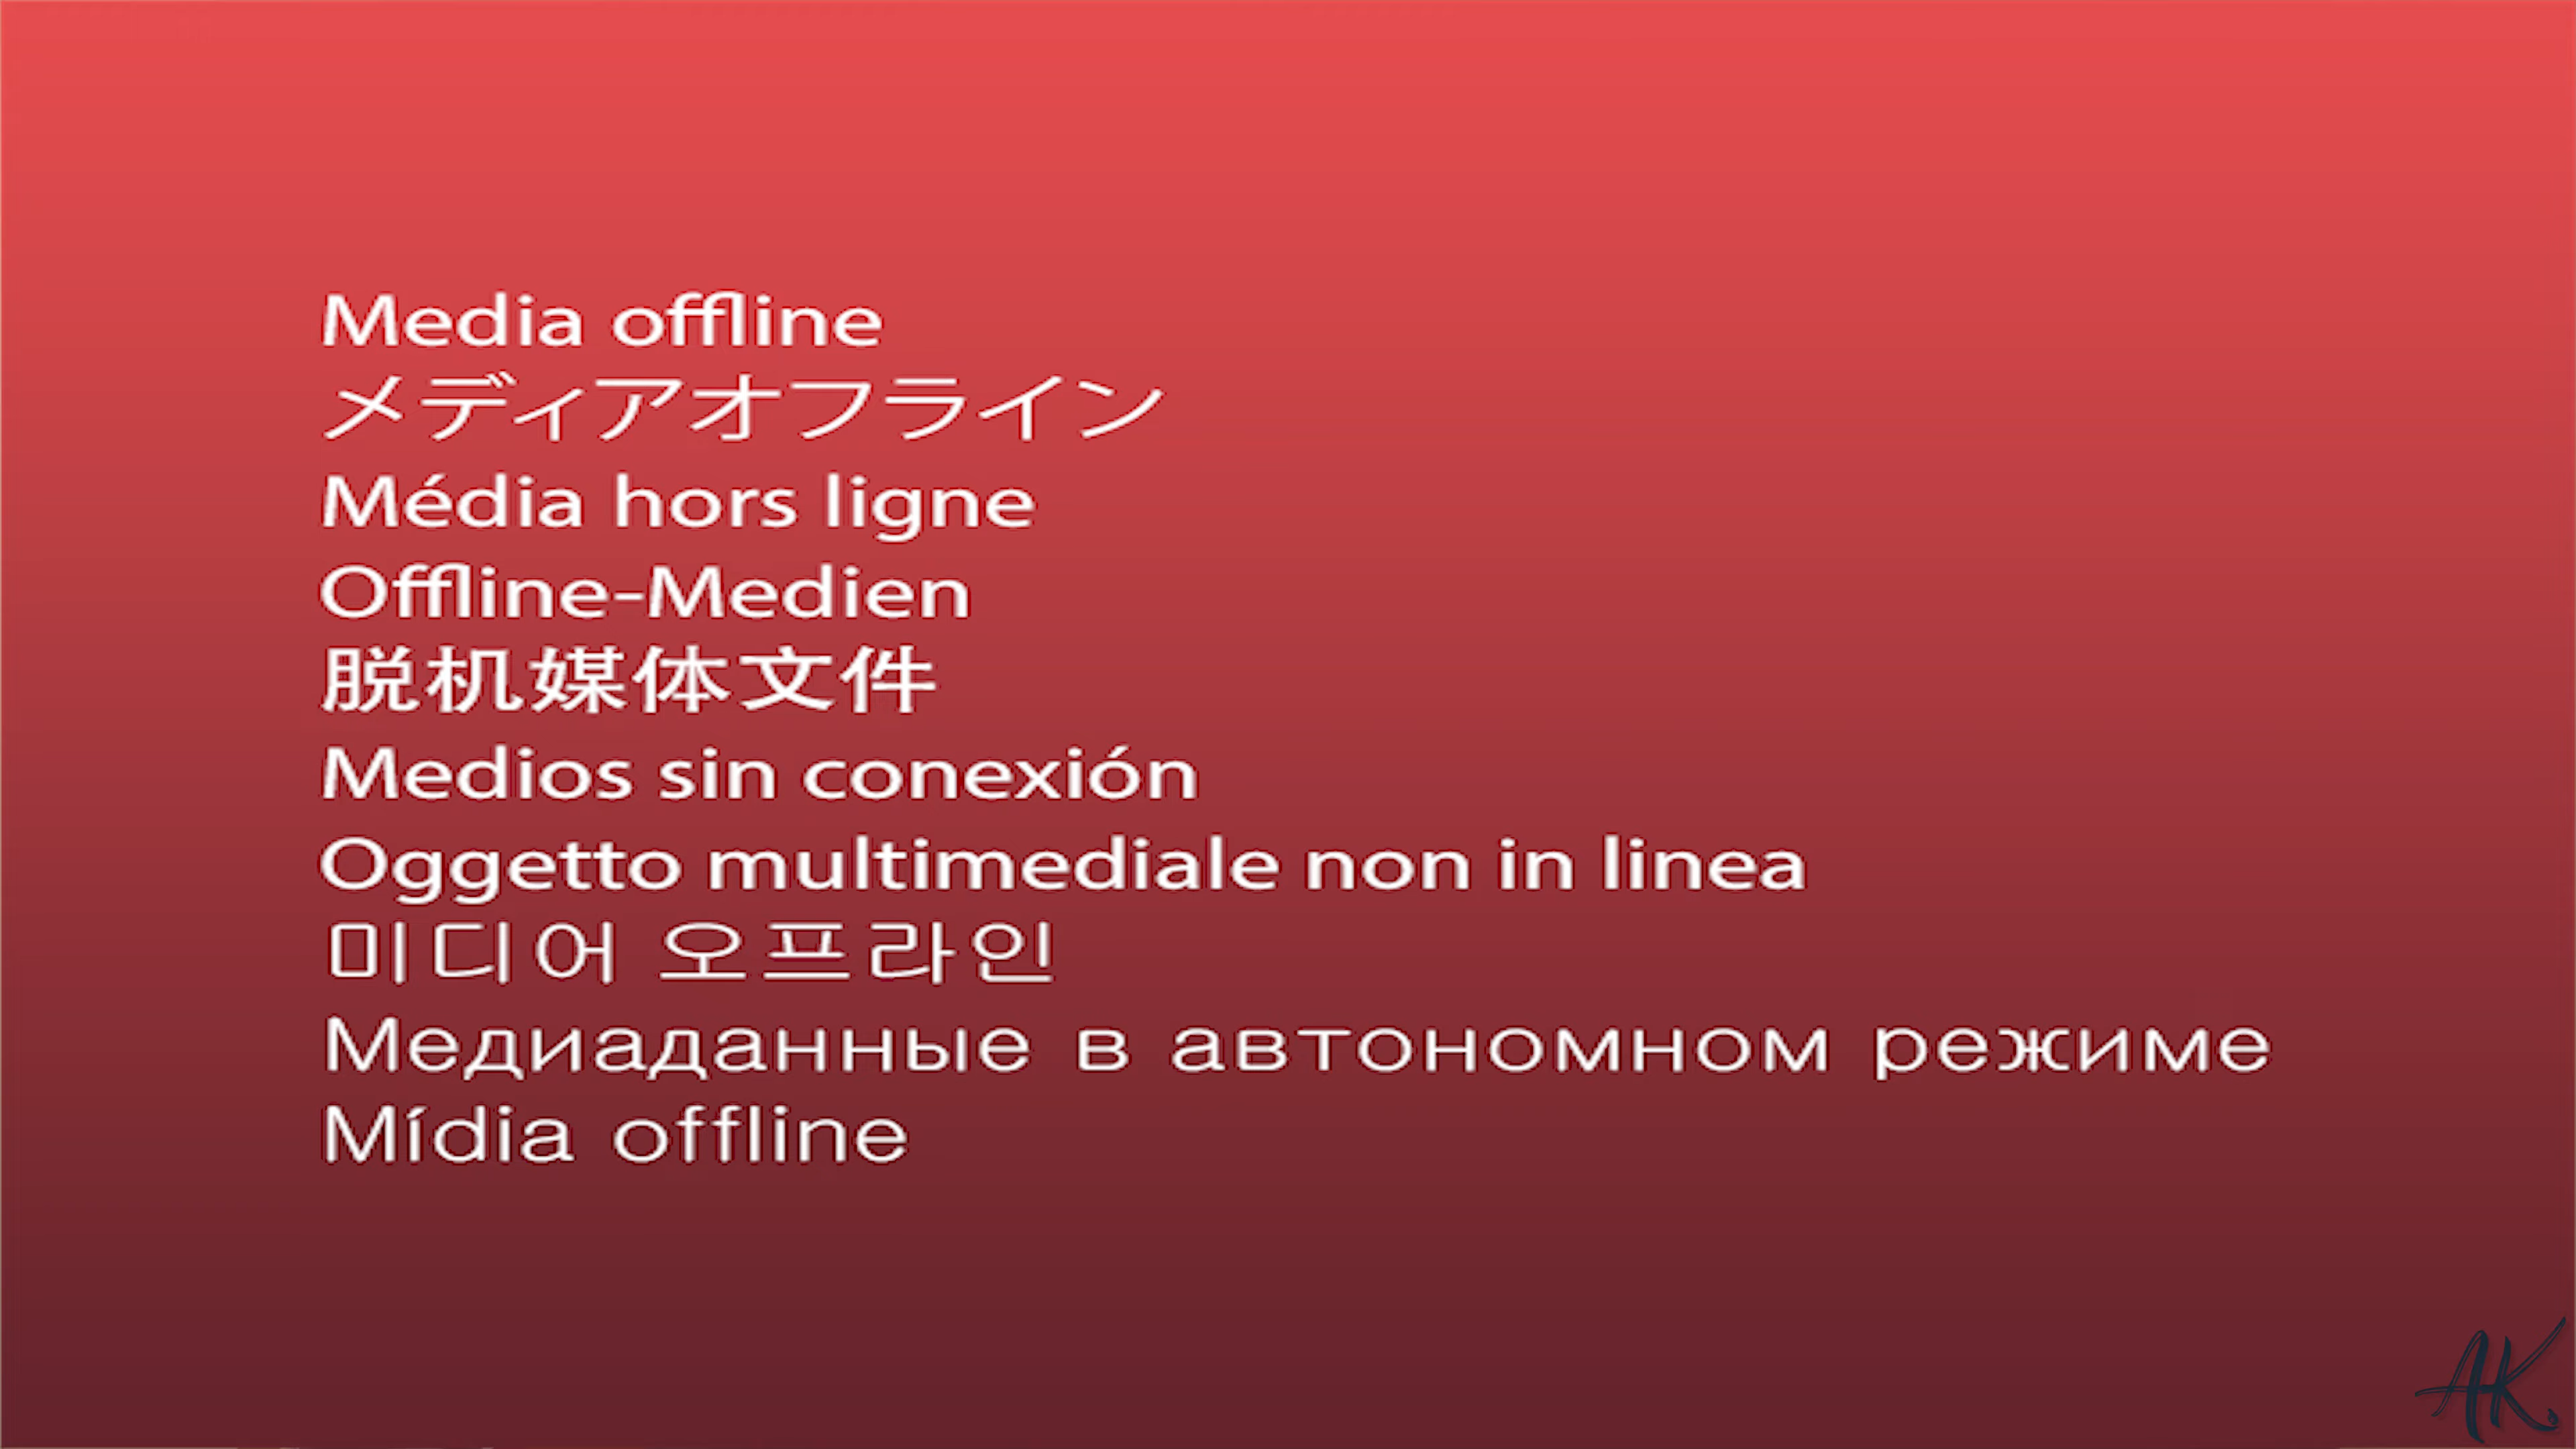 Media offline
メディアオフライン
Média hors ligne
Offline-Medien
脱机媒体文件
Medios sin conexión
Oggetto multimediale non in linea
미디어 오프라인
Медиаданные в автономном режиме
Mídia offline
AK